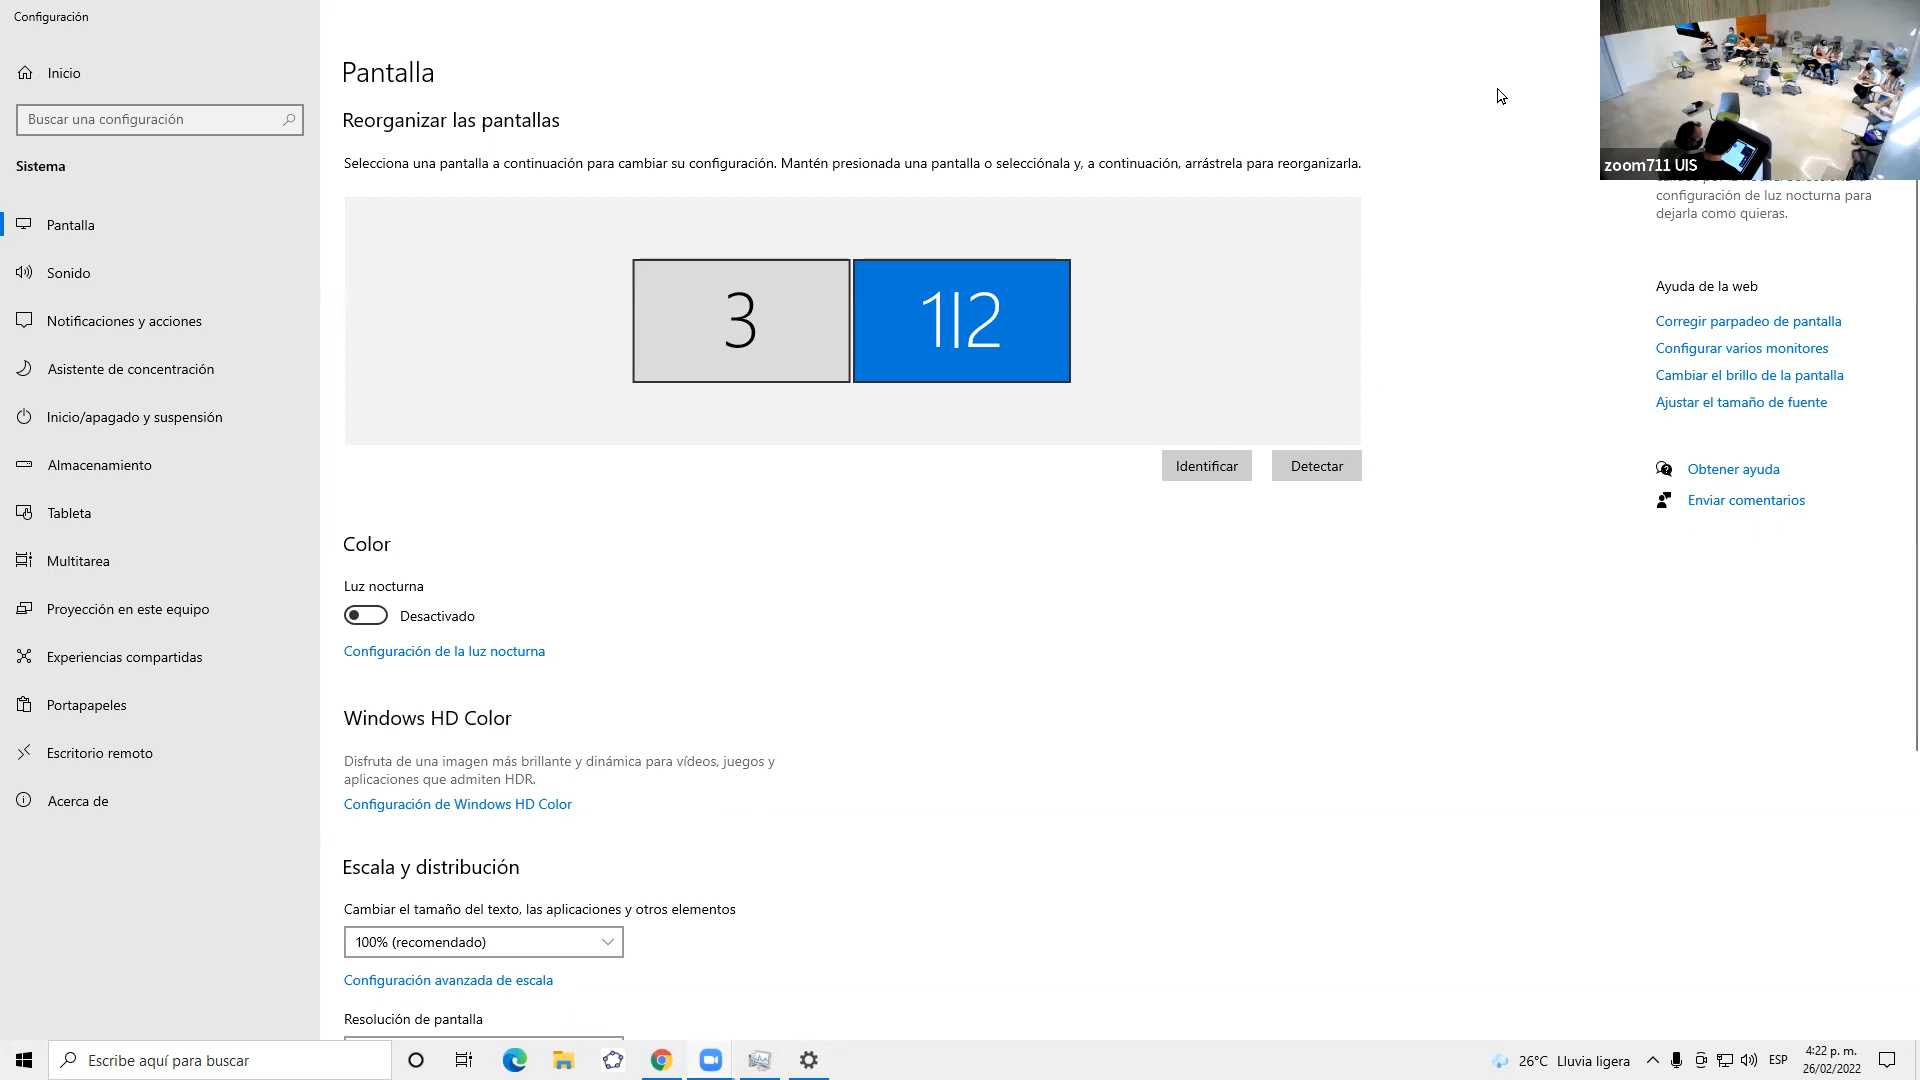 Configuración
Inicio
Buscar una configuración
Sistema
Pantalla
Sonido
Notificaciones y acciones
Asistente de concentración
Inicio/apagado y suspensión
Almacenamiento
Tableta
Multitarea
Proyección en este equipo
Experiencias compartidas
Portapapeles
Escritorio remoto
Acerca de
Pantalla
Reorganizar las pantallas
Selecciona una pantalla a continuación para cambiar su configuración. Mantén presionada una pantalla o selecciónala y, a continuación, arrástrela para reorganizarla.
3
1|2
Identificar
Detectar
Color
Luz nocturna
Desactivado
Configuración de la luz nocturna
Windows HD Color
Disfruta de una imagen más brillante y dinámica para vídeos, juegos y
aplicaciones que admiten HDR.
Configuración de Windows HD Color
Escala y distribución
Cambiar el tamaño del texto, las aplicaciones y otros elementos
100% (recomendado)
Configuración avanzada de escala
Resolución de pantalla
zoom711 UIS
configuración de luz nocturna para
dejarla como quieras.
Ayuda de la web
Corregir parpadeo de pantalla
Configurar varios monitores
Cambiar el brillo de la pantalla
Ajustar el tamaño de fuente
Obtener ayuda
Enviar comentarios
Escribe aquí para buscar
26°C Lluvia ligera
ESP
4:22 p. m.
26/02/2022